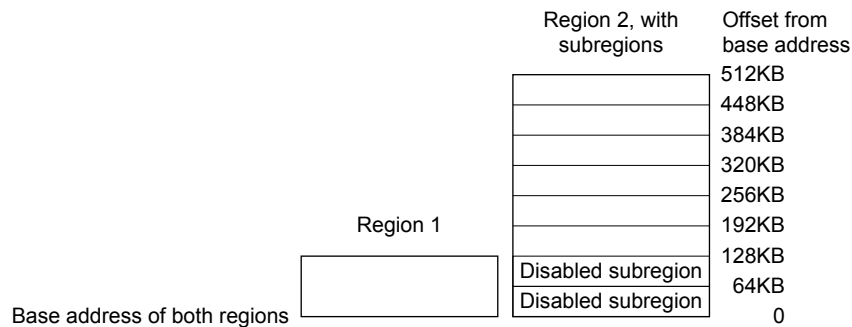 Region 2, with
subregions
Offset from
base address
512KB
448KB
384KB
320KB
256KB
Region 1
192KB
128KB
Disabled subregion
64KB
Disabled subregion
Base address of both regions
0